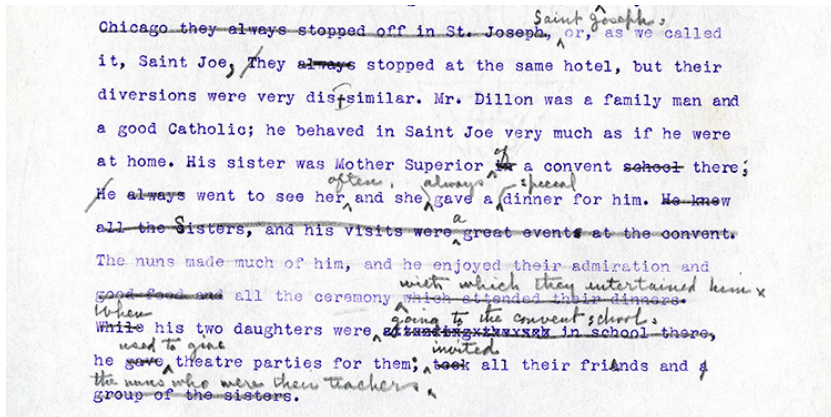 Saint Joseph.
Chicago they always stopped off in St. Joseph, or, as we called
it, Saint Joe, They always stopped at the same hotel, but their
diversions were very dissimilar. Mr. Dillon was a family man and
a good Catholic; he behaved in Saint Joe very much as if he were
of
at home. His sister was Mother Superior in a convent school there;
often, always special
He always went to see her and she gave a dinner for him. He knew
a
all the Sisters, and his visits were great events at the convent.
The nuns made much of him, and he enjoyed their admiration and
with which they entertained him x
good food and all the ceremony which attended their dinners.
When going to the convent school.
While his two daughters were attending xxxxxxx in school there,
used to give invited
he gave theatre parties for them; took all their friends and
the nuns who were their teachers.
group of the sisters.